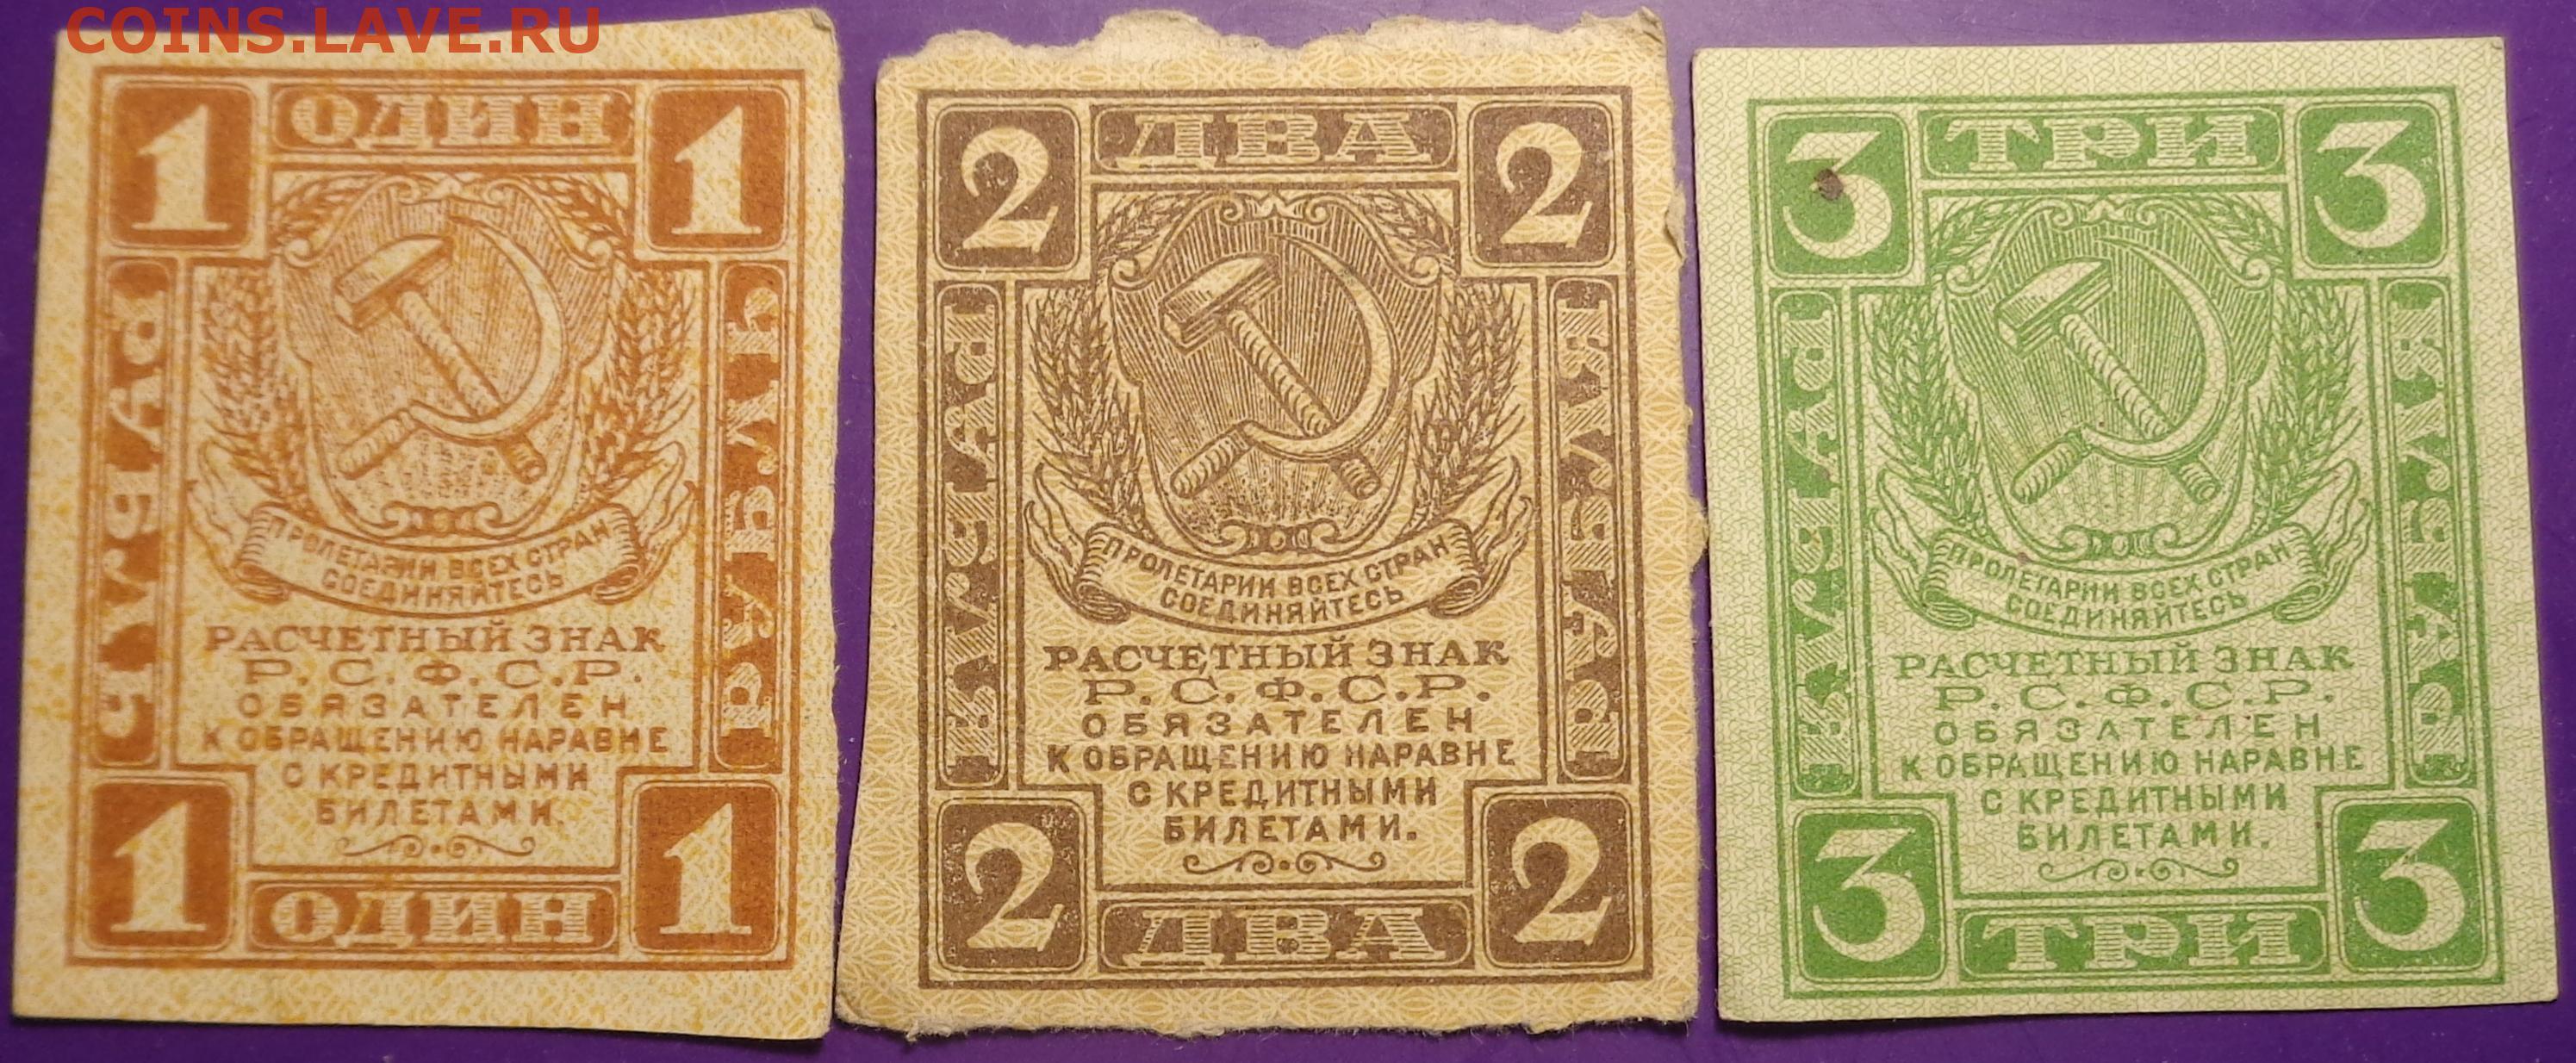 COINS.LAVE.RU
1 ОДИН 1
РУБЛЬ
РУБЛЬ
ПРОЛЕТАРИИ ВСЕХ СТРАН
СОЕДИНЯЙТЕСЬ
РАСЧЕТНЫЙ ЗНАК
Р.С.Ф.С.Р.
ОБЯЗАТЕЛЕН
К ОБРАЩЕНИЮ НАРАВНЕ
С КРЕДИТНЫМИ
БИЛЕТАМИ.
1 ОДИН 1
2 ДВА 2
РУБЛЯ
РУБЛЯ
ПРОЛЕТАРИИ ВСЕХ СТРАН
СОЕДИНЯЙТЕСЬ
РАСЧЕТНЫЙ ЗНАК
Р.С.Ф.С.Р.
ОБЯЗАТЕЛЕН
К ОБРАЩЕНИЮ НАРАВНЕ
С КРЕДИТНЫМИ
БИЛЕТАМИ.
2 ДВА 2
3 ТРИ 3
РУБЛЯ
РУБЛЯ
ПРОЛЕТАРИИ ВСЕХ СТРАН
СОЕДИНЯЙТЕСЬ
РАСЧЕТНЫЙ ЗНАК
Р.С.Ф.С.Р.
ОБЯЗАТЕЛЕН
К ОБРАЩЕНИЮ НАРАВНЕ
С КРЕДИТНЫМИ
БИЛЕТАМИ.
3 ТРИ 3